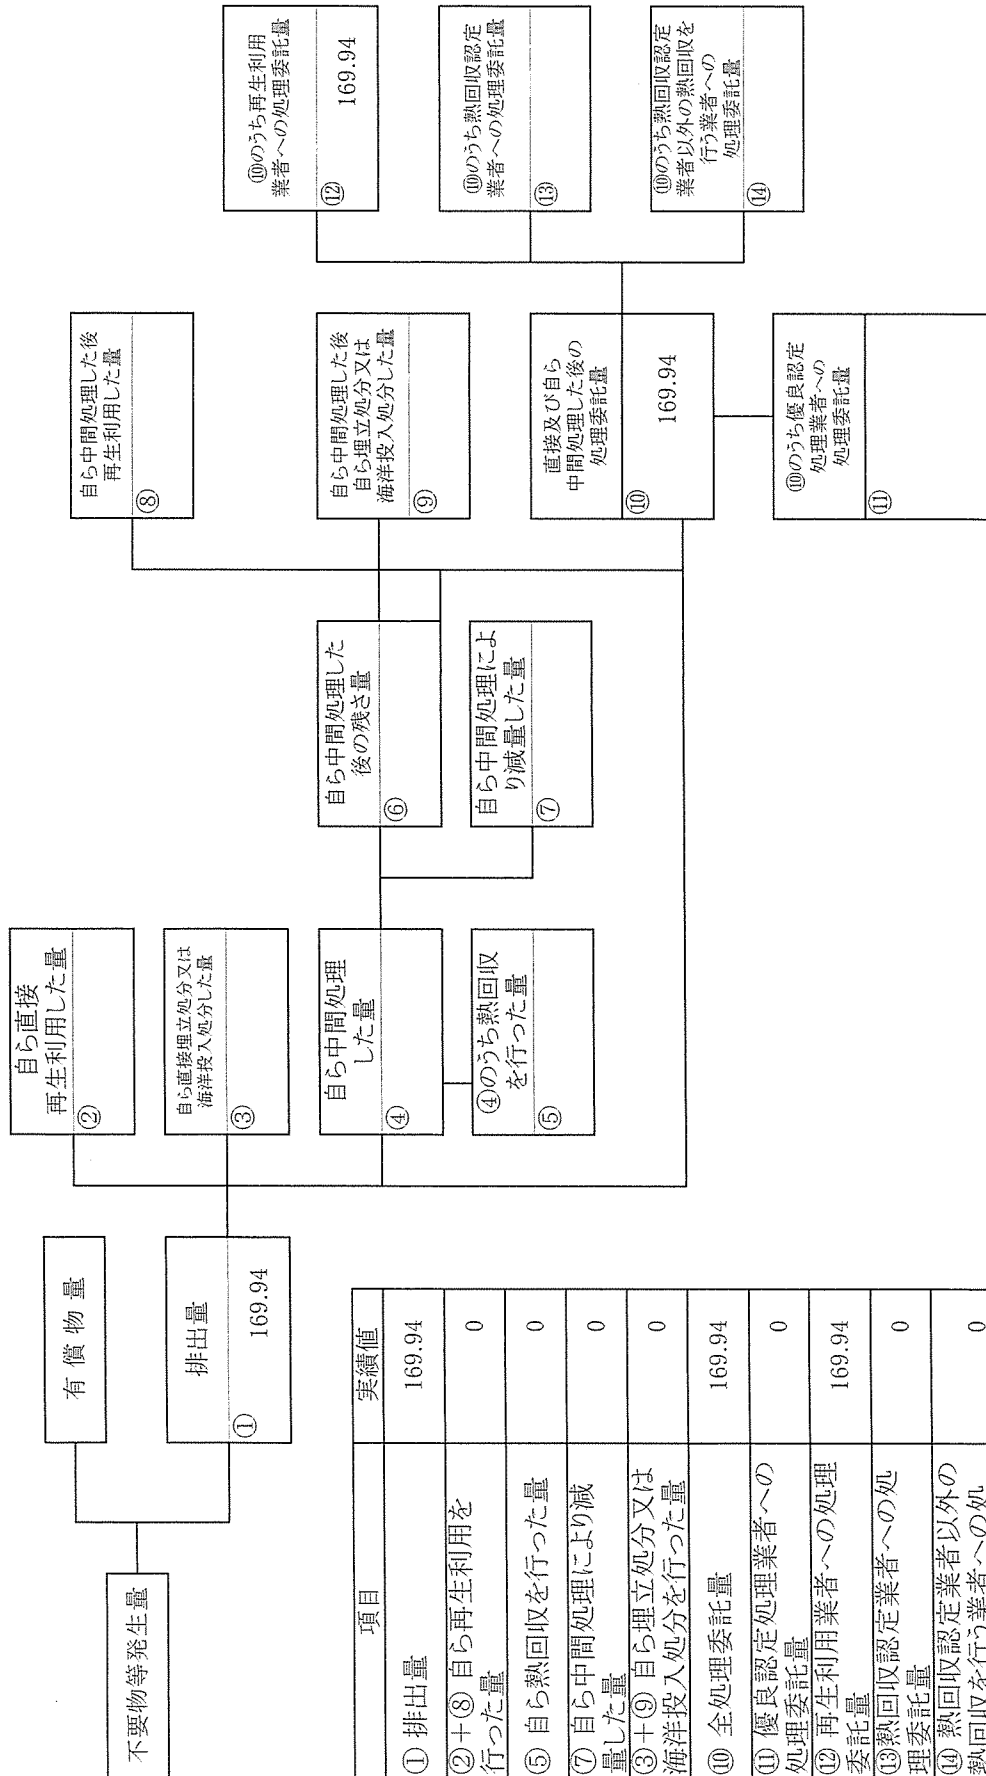 不要物等発生量
有償物量
排出量
①
169.94
自ら直接
再生利用した量
②
自ら直接埋立処分又は
海洋投入処分した量
③
自ら中間処理
した量
④
④のうち熱回収
を行った量
⑤
自ら中間処理した
後の残さ量
⑥
自ら中間処理によ
り減量した量
⑦
自ら中間処理した後
再生利用した量
⑧
自ら中間処理した後
自ら埋立処分又は
海洋投入処分した量
⑨
直接及び自ら
中間処理した後の
処理委託量
⑩
169.94
⑩のうち優良認定
処理業者への
処理委託量
⑪
⑩のうち再生利用
業者への処理委託量
⑫
169.94
⑩のうち熱回収認定
業者への処理委託量
⑬
⑩のうち熱回収認定
業者以外の熱回収を
行う業者への
処理委託量
⑭
項目 実績値
① 排出量 169.94
②＋⑧ 自ら再生利用を
行った量 0
⑤ 自ら熱回収を行った量 0
⑦ 自ら中間処理により減
量した量 0
③＋⑨ 自ら埋立処分又は
海洋投入処分を行った量 0
⑩ 全処理委託量 169.94
⑪ 優良認定処理業者への
処理委託量 0
⑫ 再生利用業者への処理
委託量 169.94
⑬熱回収認定業者への処
理委託量 0
⑭ 熱回収認定業者以外の
熱回収を行う業者への処 0